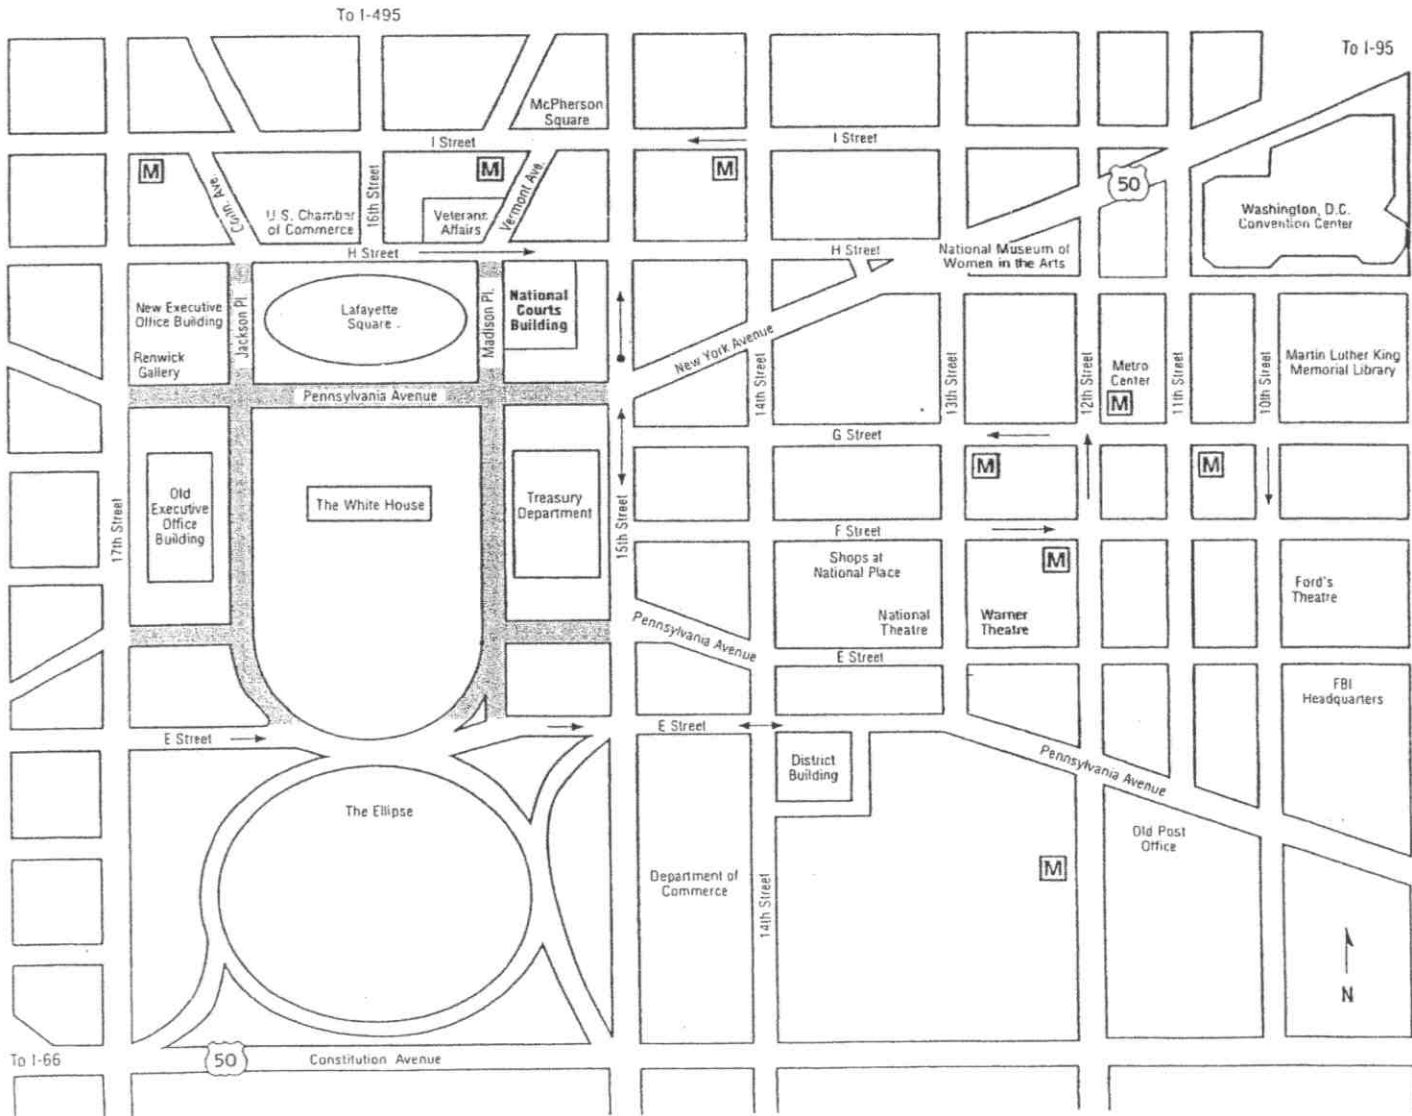 To I-495
To I-95
McPherson
Square
I Street
I Street
M
M
M
Conn. Ave.
16th Street
Vermont Ave.
50
U.S. Chamber
of Commerce
Veterans
Affairs
Washington, D.C.
Convention Center
H Street
H Street
National Museum of
Women in the Arts
New Executive
Office Building
Jackson Pl.
Lafayette
Square
Madison Pl.
National
Courts
Building
Renwick
Gallery
New York Avenue
14th Street
13th Street
Metro
Center
M
12th Street
11th Street
10th Street
Martin Luther King
Memorial Library
Pennsylvania Avenue
G Street
M
M
17th Street
Old
Executive
Office
Building
The White House
Treasury
Department
15th Street
F Street
Shops at
National Place
M
National
Theatre
Warner
Theatre
Ford's
Theatre
Pennsylvania Avenue
E Street
FBI
Headquarters
E Street
E Street
District
Building
Pennsylvania Avenue
The Ellipse
Old Post
Office
Department of
Commerce
14th Street
M
N
To I-66
50
Constitution Avenue